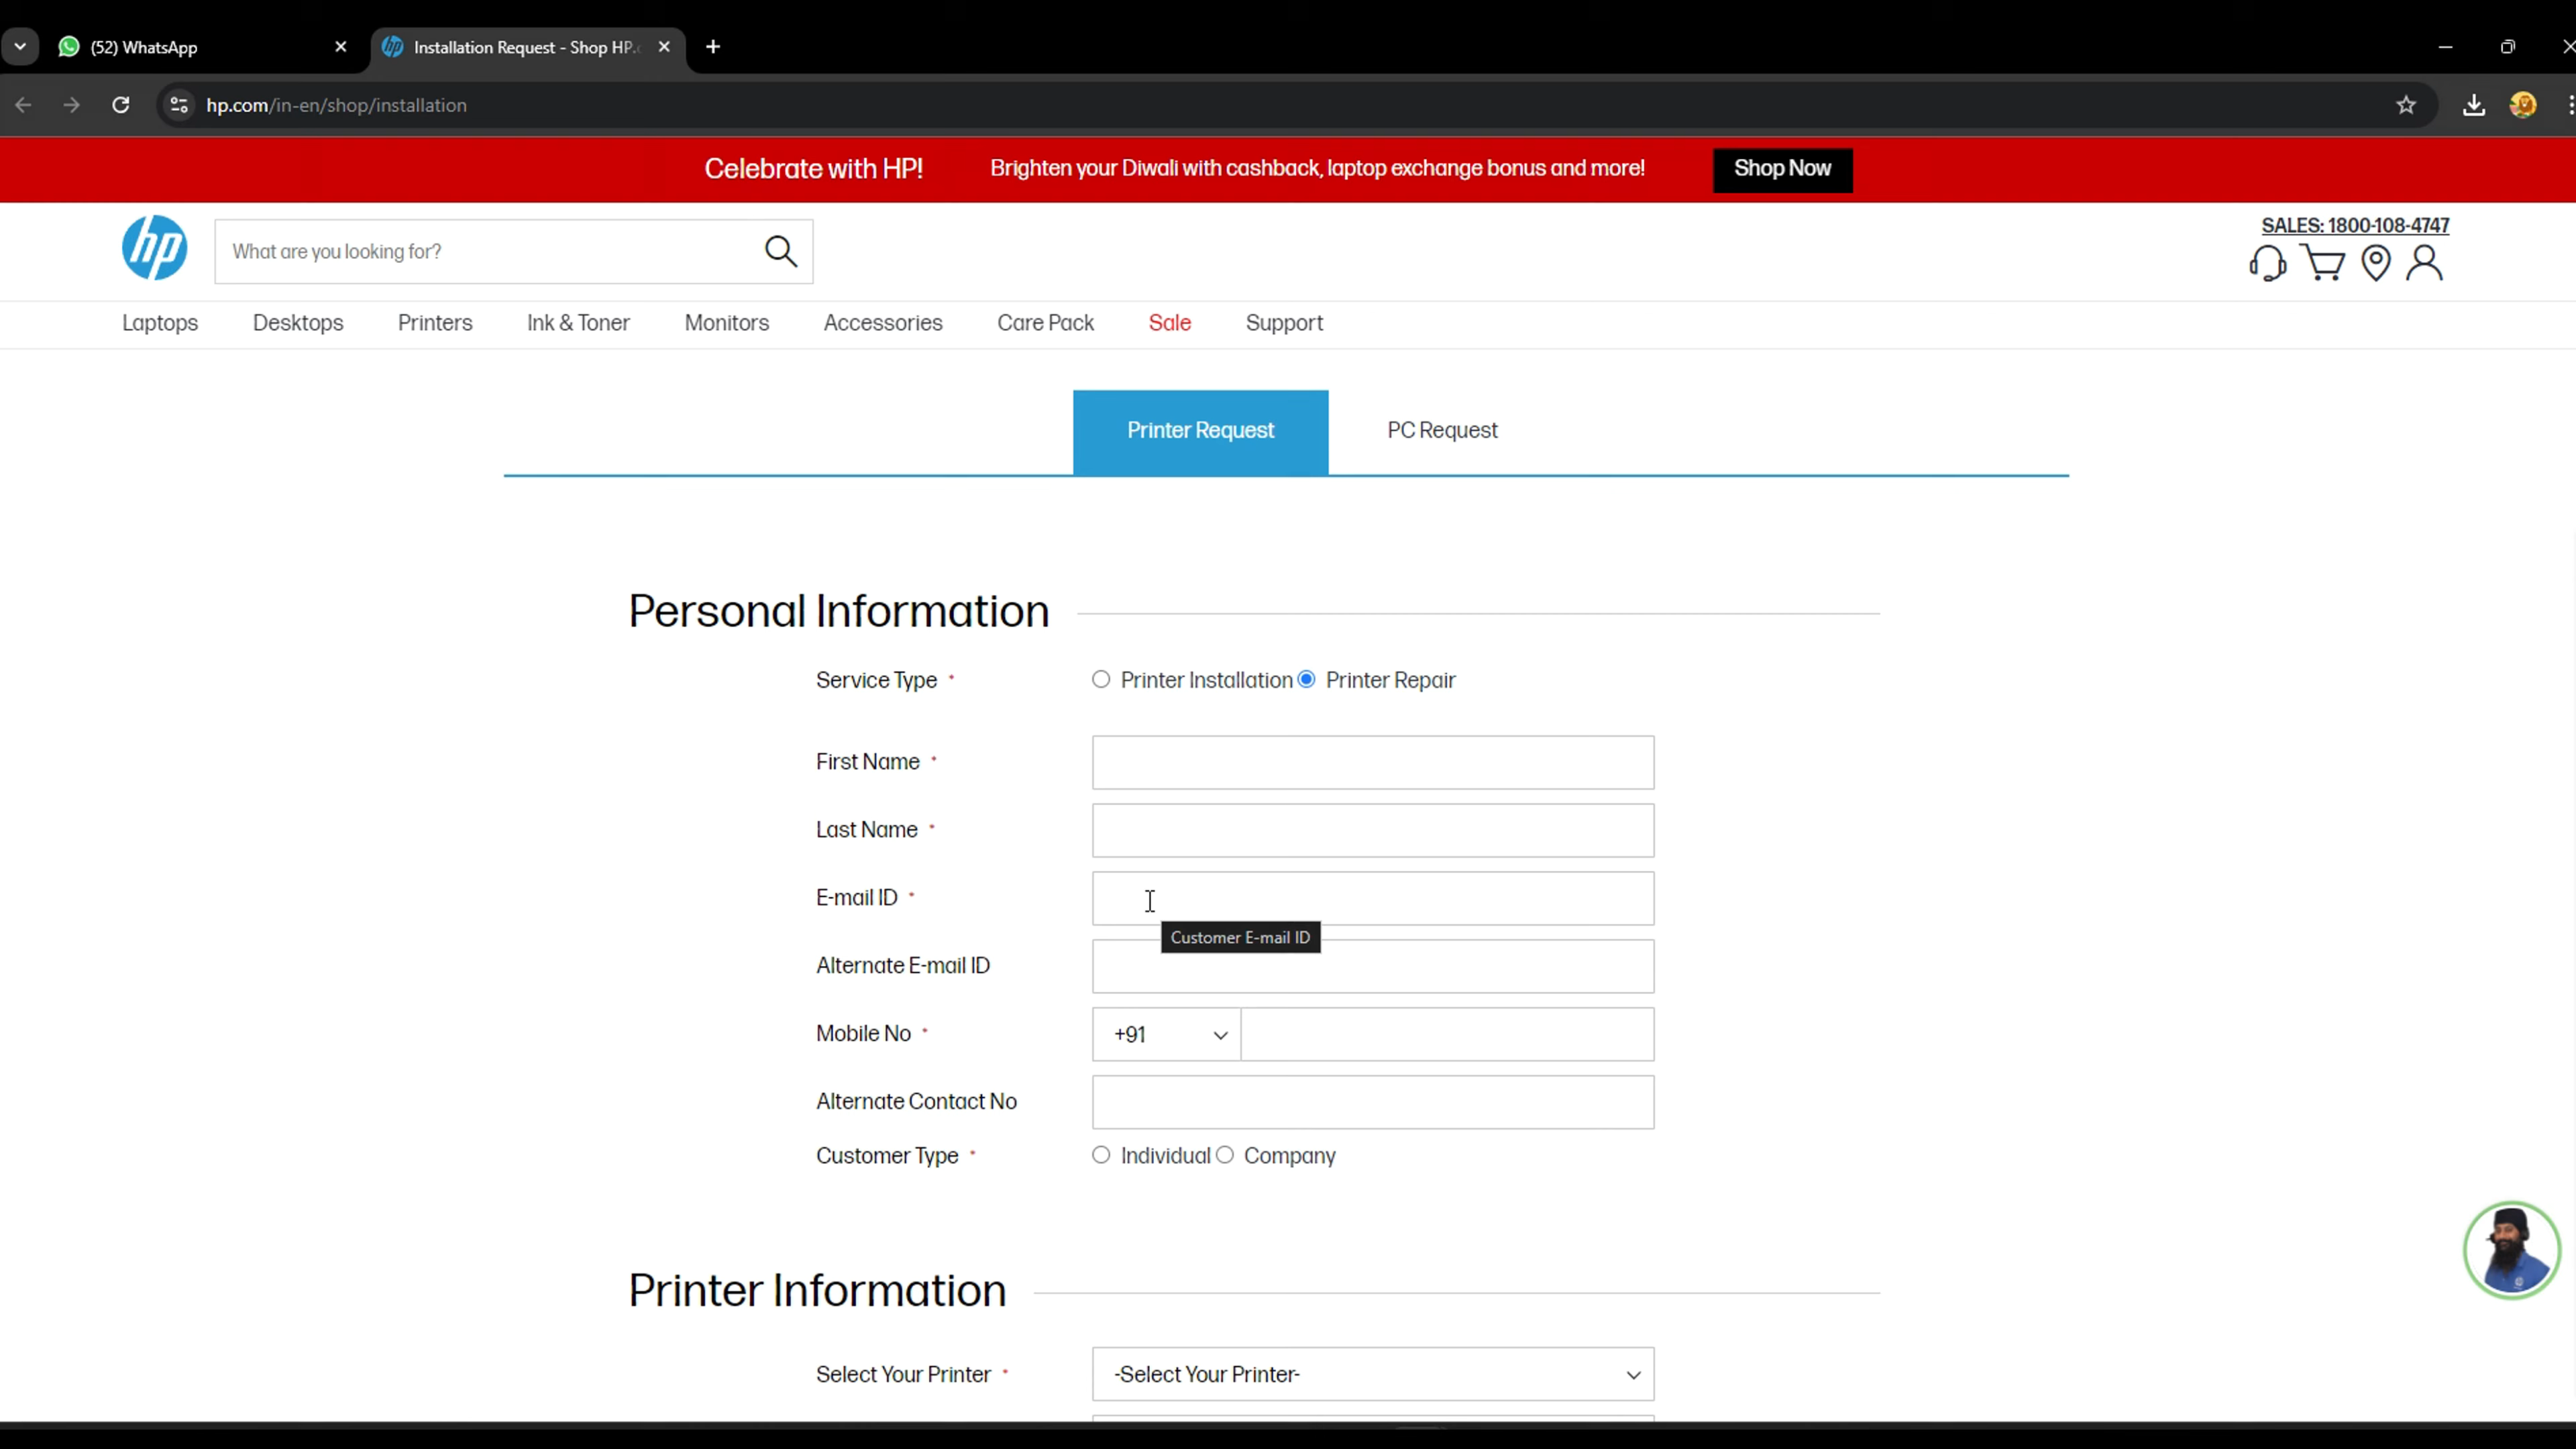 (52) WhatsApp
Installation Request - Shop HP.
hp.com/in-en/shop/installation
Celebrate with HP! Brighten your Diwali with cashback, laptop exchange bonus and more! Shop Now
hp
What are you looking for?
SALES: 1800-108-4747
Laptops Desktops Printers Ink & Toner Monitors Accessories Care Pack Sale Support
Printer Request PC Request
Personal Information
Service Type * Printer Installation Printer Repair
First Name *
Last Name *
E-mail ID *
Customer E-mail ID
Alternate E-mail ID
Mobile No * +91
Alternate Contact No
Customer Type * Individual Company
Printer Information
Select Your Printer * -Select Your Printer-